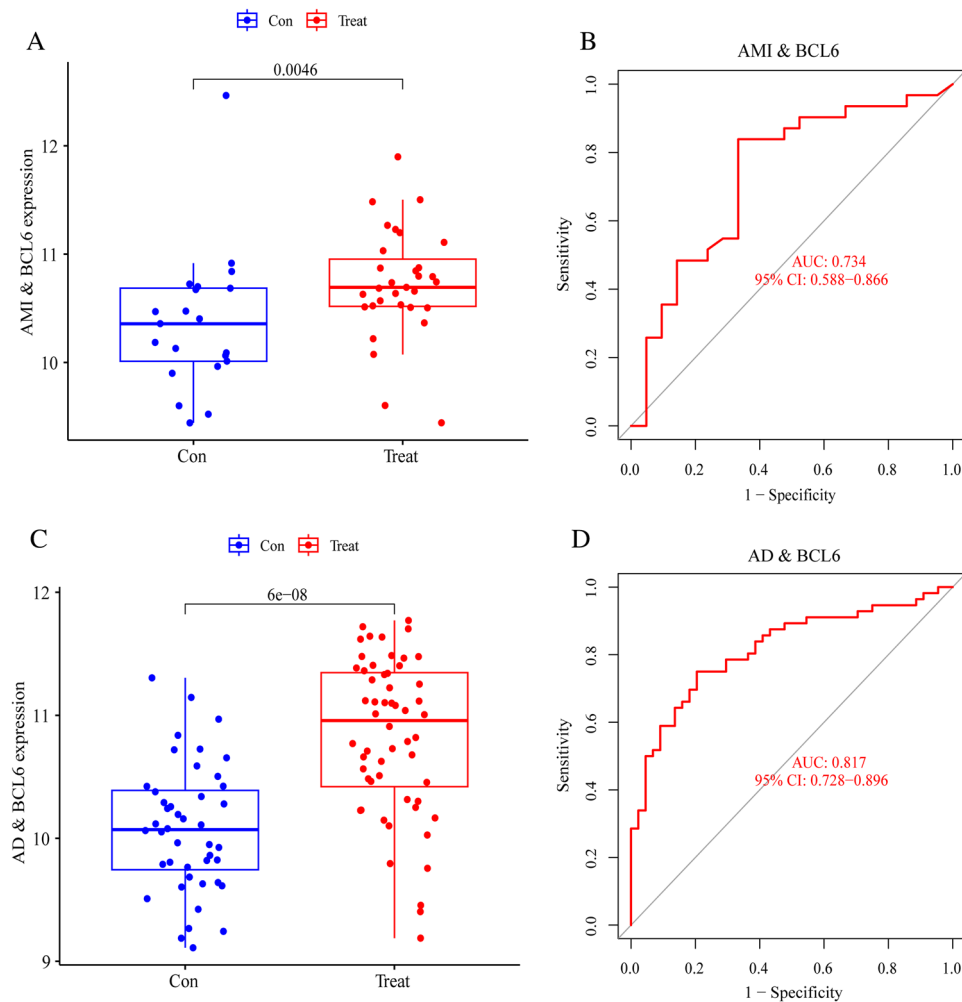 Con Treat
A
0.0046
12
11
10
AMI & BCL6 expression
Con Treat
B
AMI & BCL6
1.0
0.8
0.6
0.4
0.2
0.0
Sensitivity
AUC: 0.734
95% CI: 0.588−0.866
0.0 0.2 0.4 0.6 0.8 1.0
1 − Specificity
C
Con Treat
6e−08
12
11
10
9
AD & BCL6 expression
Con Treat
D
AD & BCL6
1.0
0.8
0.6
0.4
0.2
0.0
Sensitivity
AUC: 0.817
95% CI: 0.728−0.896
0.0 0.2 0.4 0.6 0.8 1.0
1 − Specificity